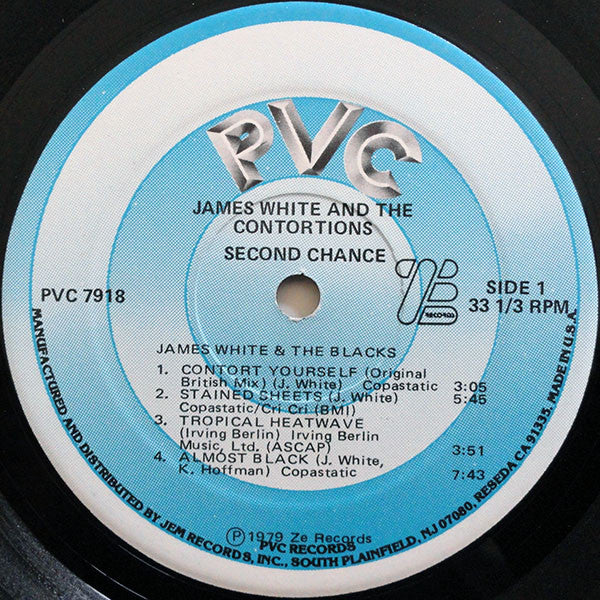 PVC
JAMES WHITE AND THE
CONTORTIONS
SECOND CHANCE
PVC 7918
ZE
RECORDS
SIDE 1
33 1/3 RPM
JAMES WHITE & THE BLACKS
1. CONTORT YOURSELF (Original
British Mix) (J. White) Copastatic 3:05
2. STAINED SHEETS (J. White) 5:45
Copastatic/Cri Cri (BMI)
3. TROPICAL HEATWAVE
(Irving Berlin) Irving Berlin
Music, Ltd. (ASCAP) 3:51
4. ALMOST BLACK (J. White,
K. Hoffman) Copastatic 7:43
Ⓟ1979 Ze Records
PVC RECORDS
MANUFACTURED AND DISTRIBUTED BY JEM RECORDS, INC., SOUTH PLAINFIELD, NJ 07080, RESEDA CA 91335. MADE IN U.S.A.